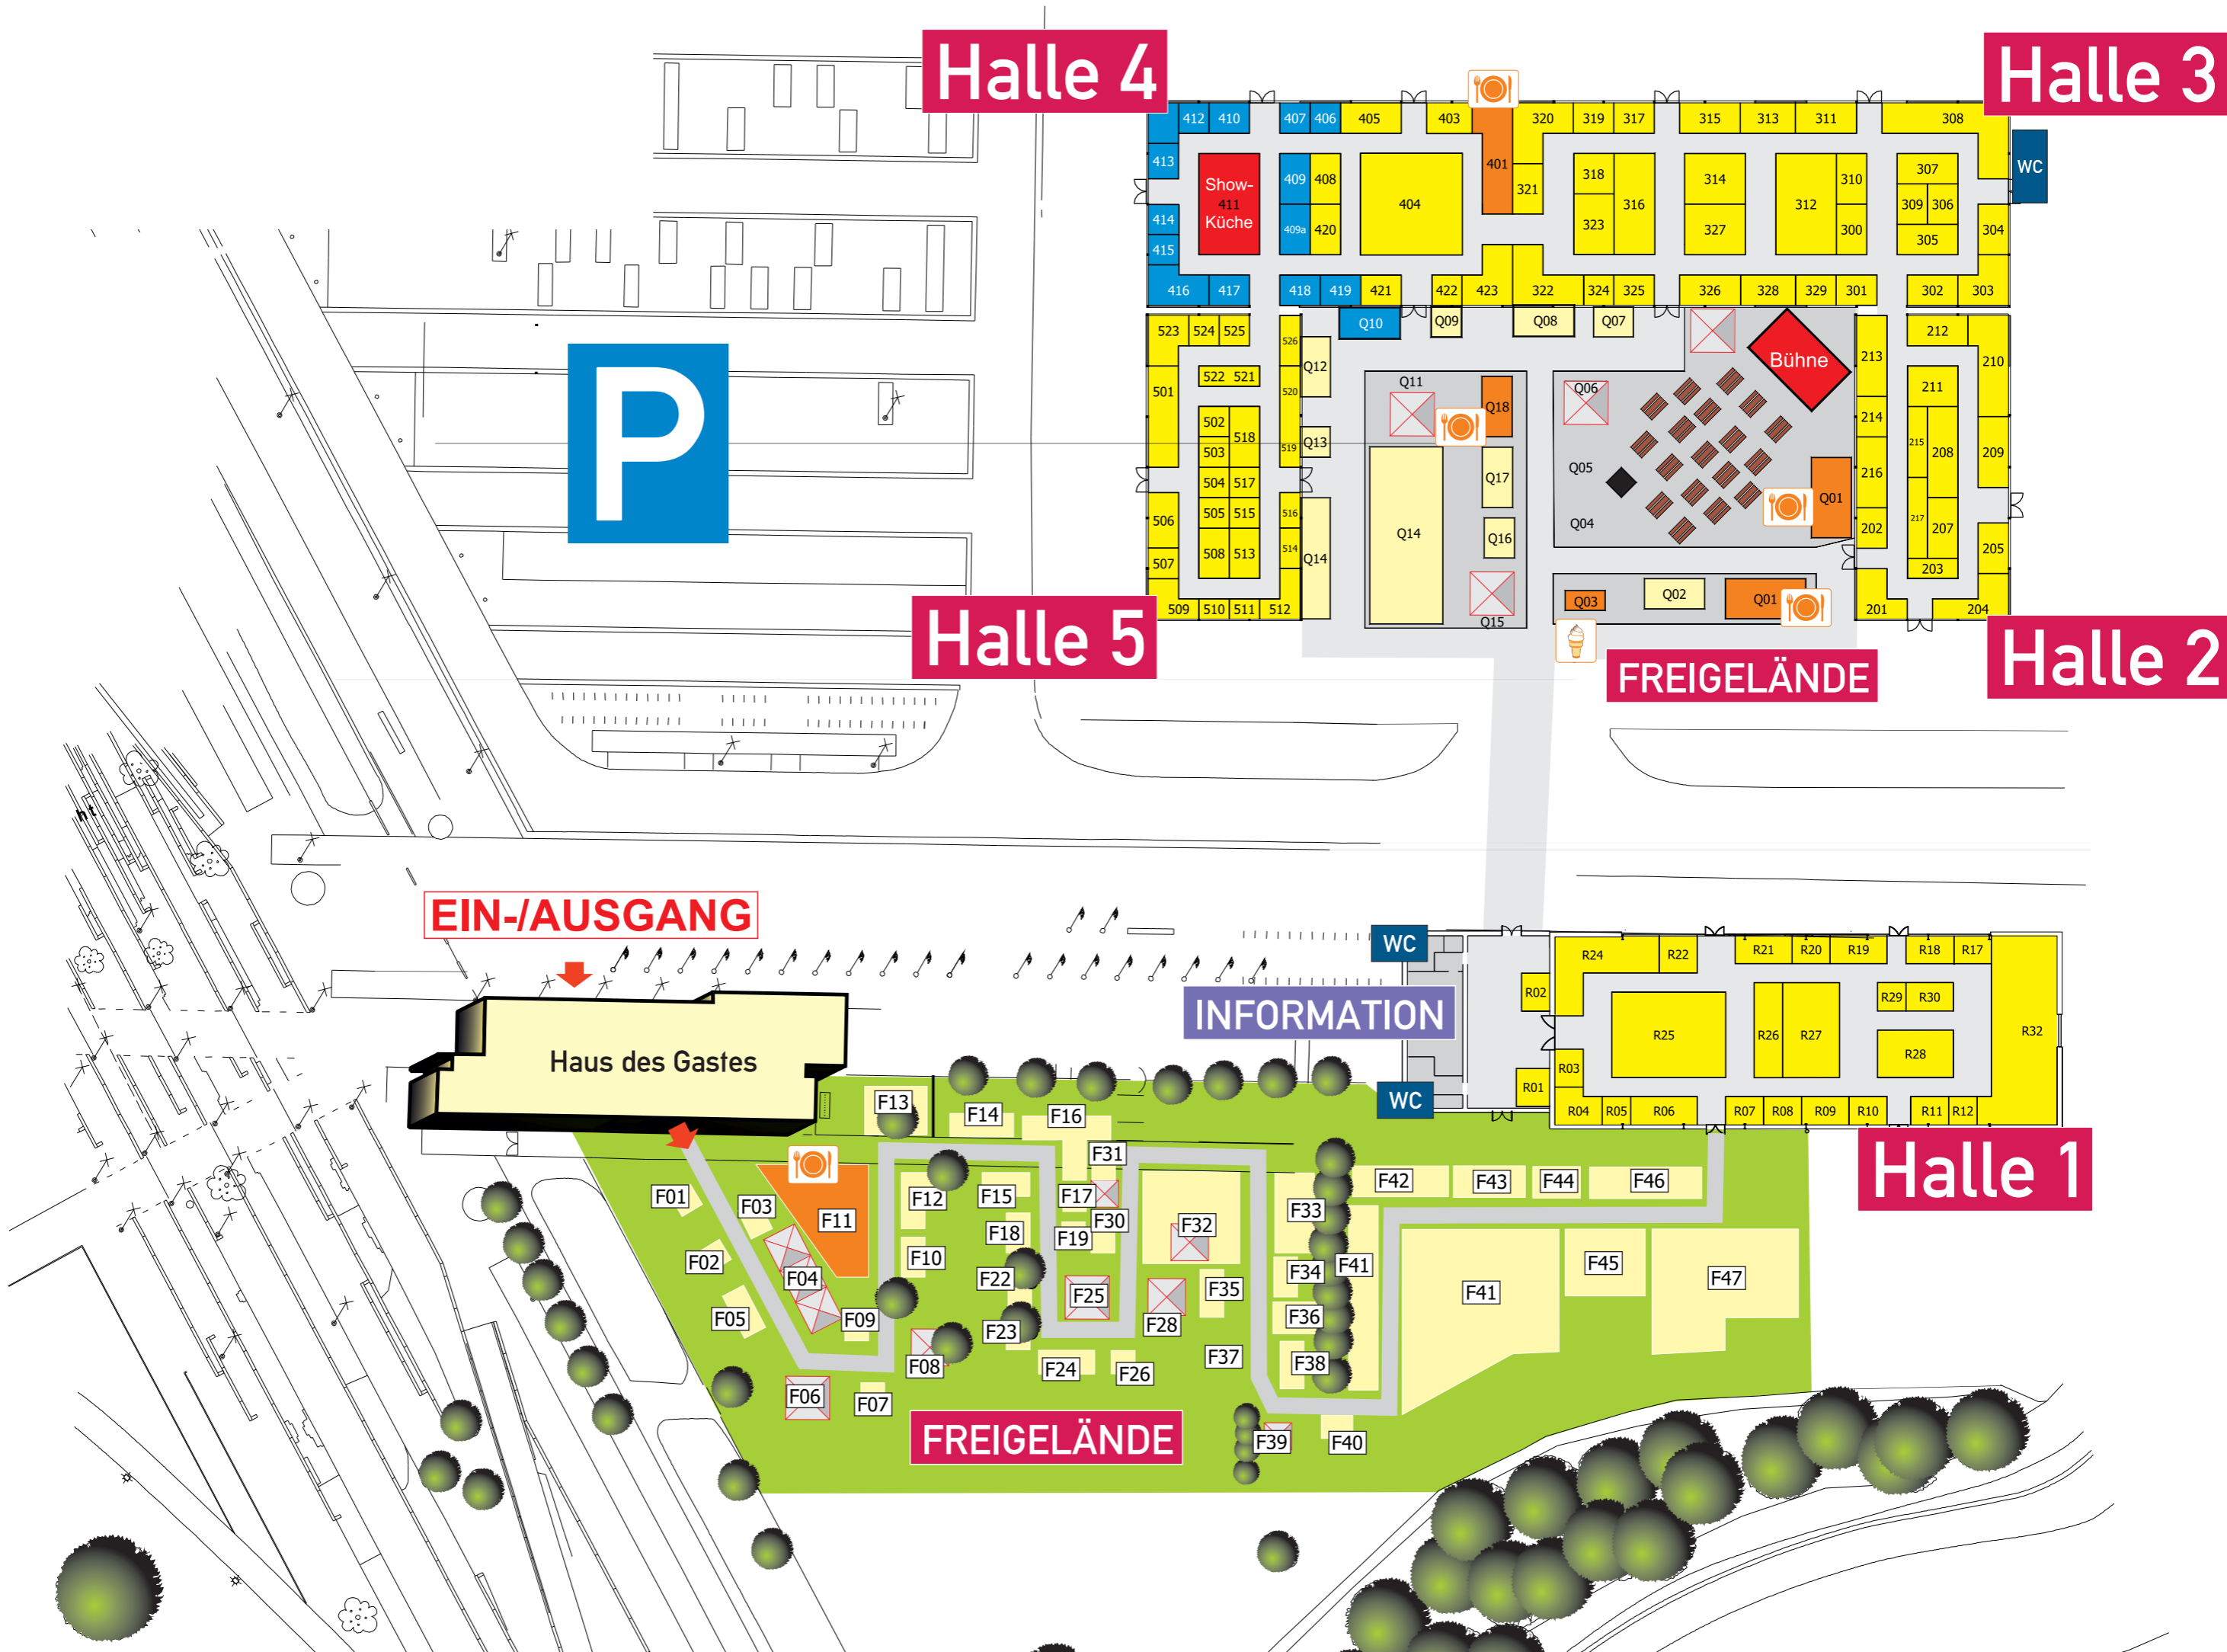 Halle 4
Halle 3
412 410 407 406 405 403 320 319 317 315 313 311 308
413 409 408 404 401 321 318 316 314 312 310 307
WC
Show-
411
Küche
309 306
414 409a 420 323 327 300 305 304
415
416 417 418 419 421 422 423 322 324 325 326 328 329 301 302 303
523 524 525 526
Q10 Q09 Q08 Q07
Bühne
213 212 210
Q12
522 521
501 520
Q11 Q18
Q06
211
502 518
214
503 519 Q13
215 208 209
504 517
Q17
Q05
216 Q01
506 505 515 516
Q14 Q16
Q04
202 217 207
508 513 514 Q14
205
507
203
509 510 511 512
Q15
Q03 Q02 Q01
201 204
P
Halle 5
FREIGELÄNDE
Halle 2
ht
EIN-/AUSGANG
WC
R24 R22 R21 R20 R19 R18 R17
INFORMATION
R02
R29 R30
R25 R26 R27 R32
Haus des Gastes
R28
R03
R01
WC
R04 R05 R06 R07 R08 R09 R10 R11 R12
F13 F14 F16
Halle 1
F31
F42 F43 F44 F46
F01 F03 F12 F15 F17
F11 F33
F18 F19 F30 F32
F02 F10
F04 F22 F25 F35 F34 F41 F45 F47
F41
F05 F09 F23 F28 F36
F08 F24 F26 F37 F38
F06 F07
FREIGELÄNDE
F39 F40